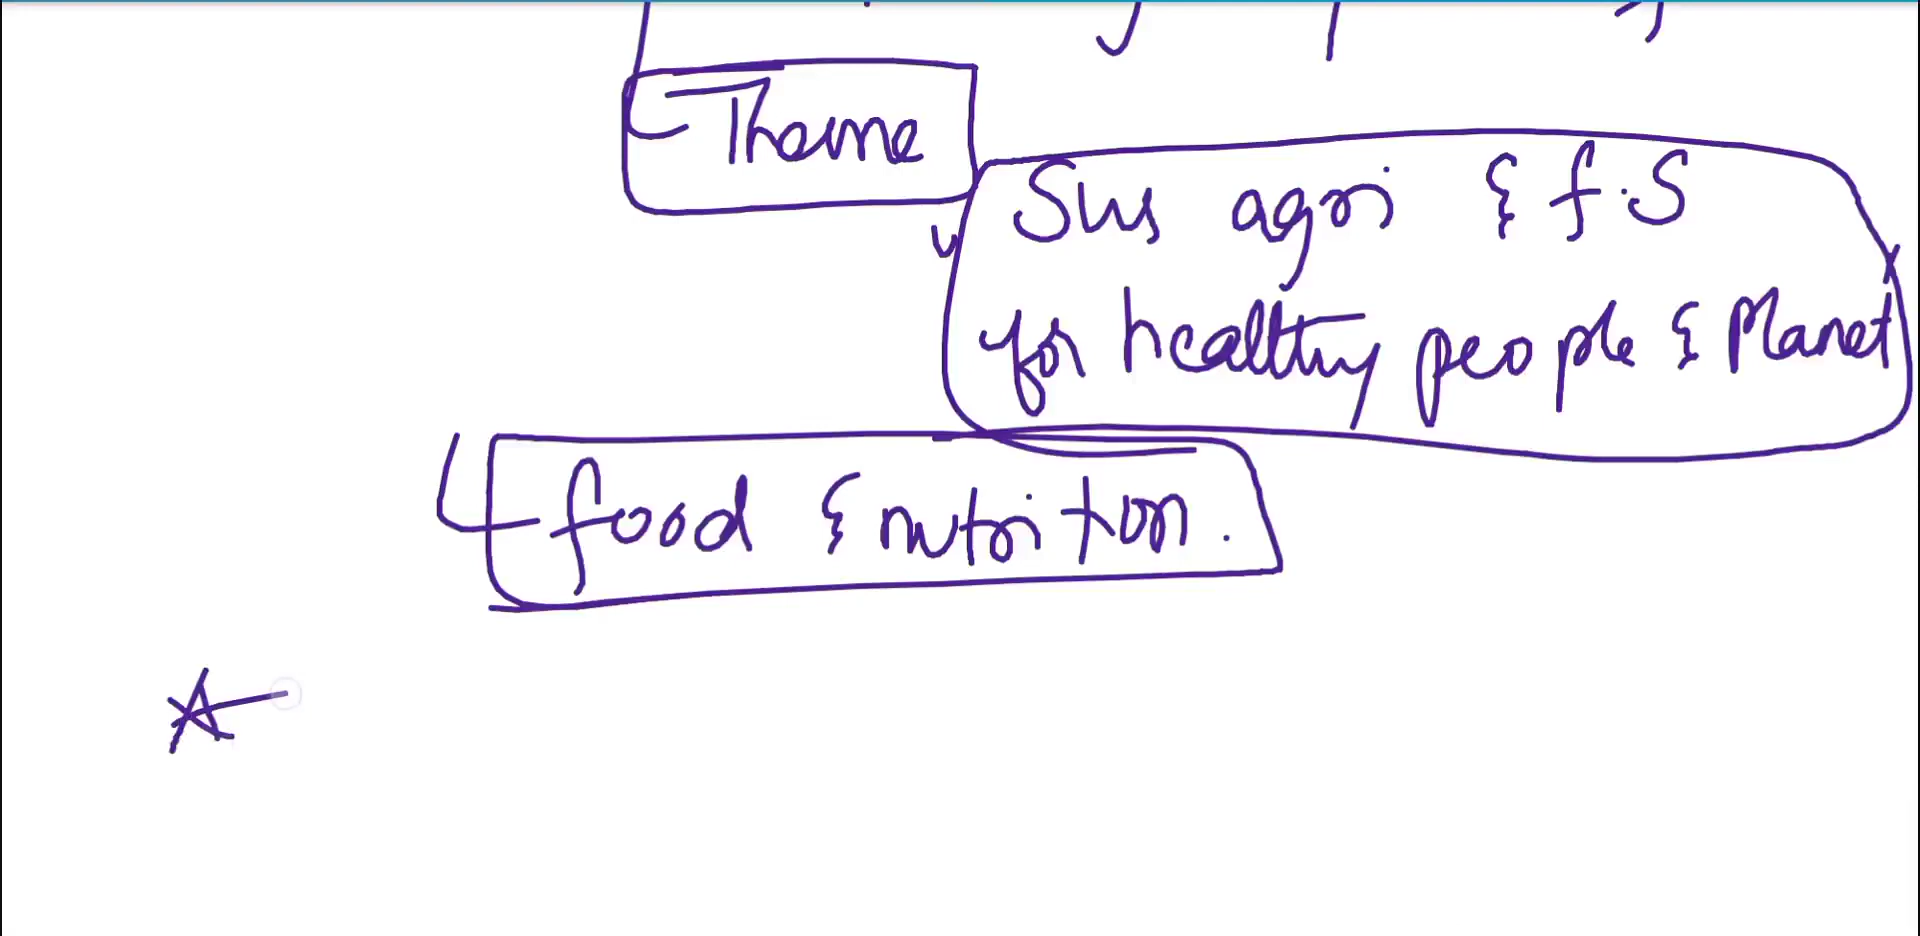 Theme
Sus agri & f.S
for healthy people & Planet
food & nutrition.